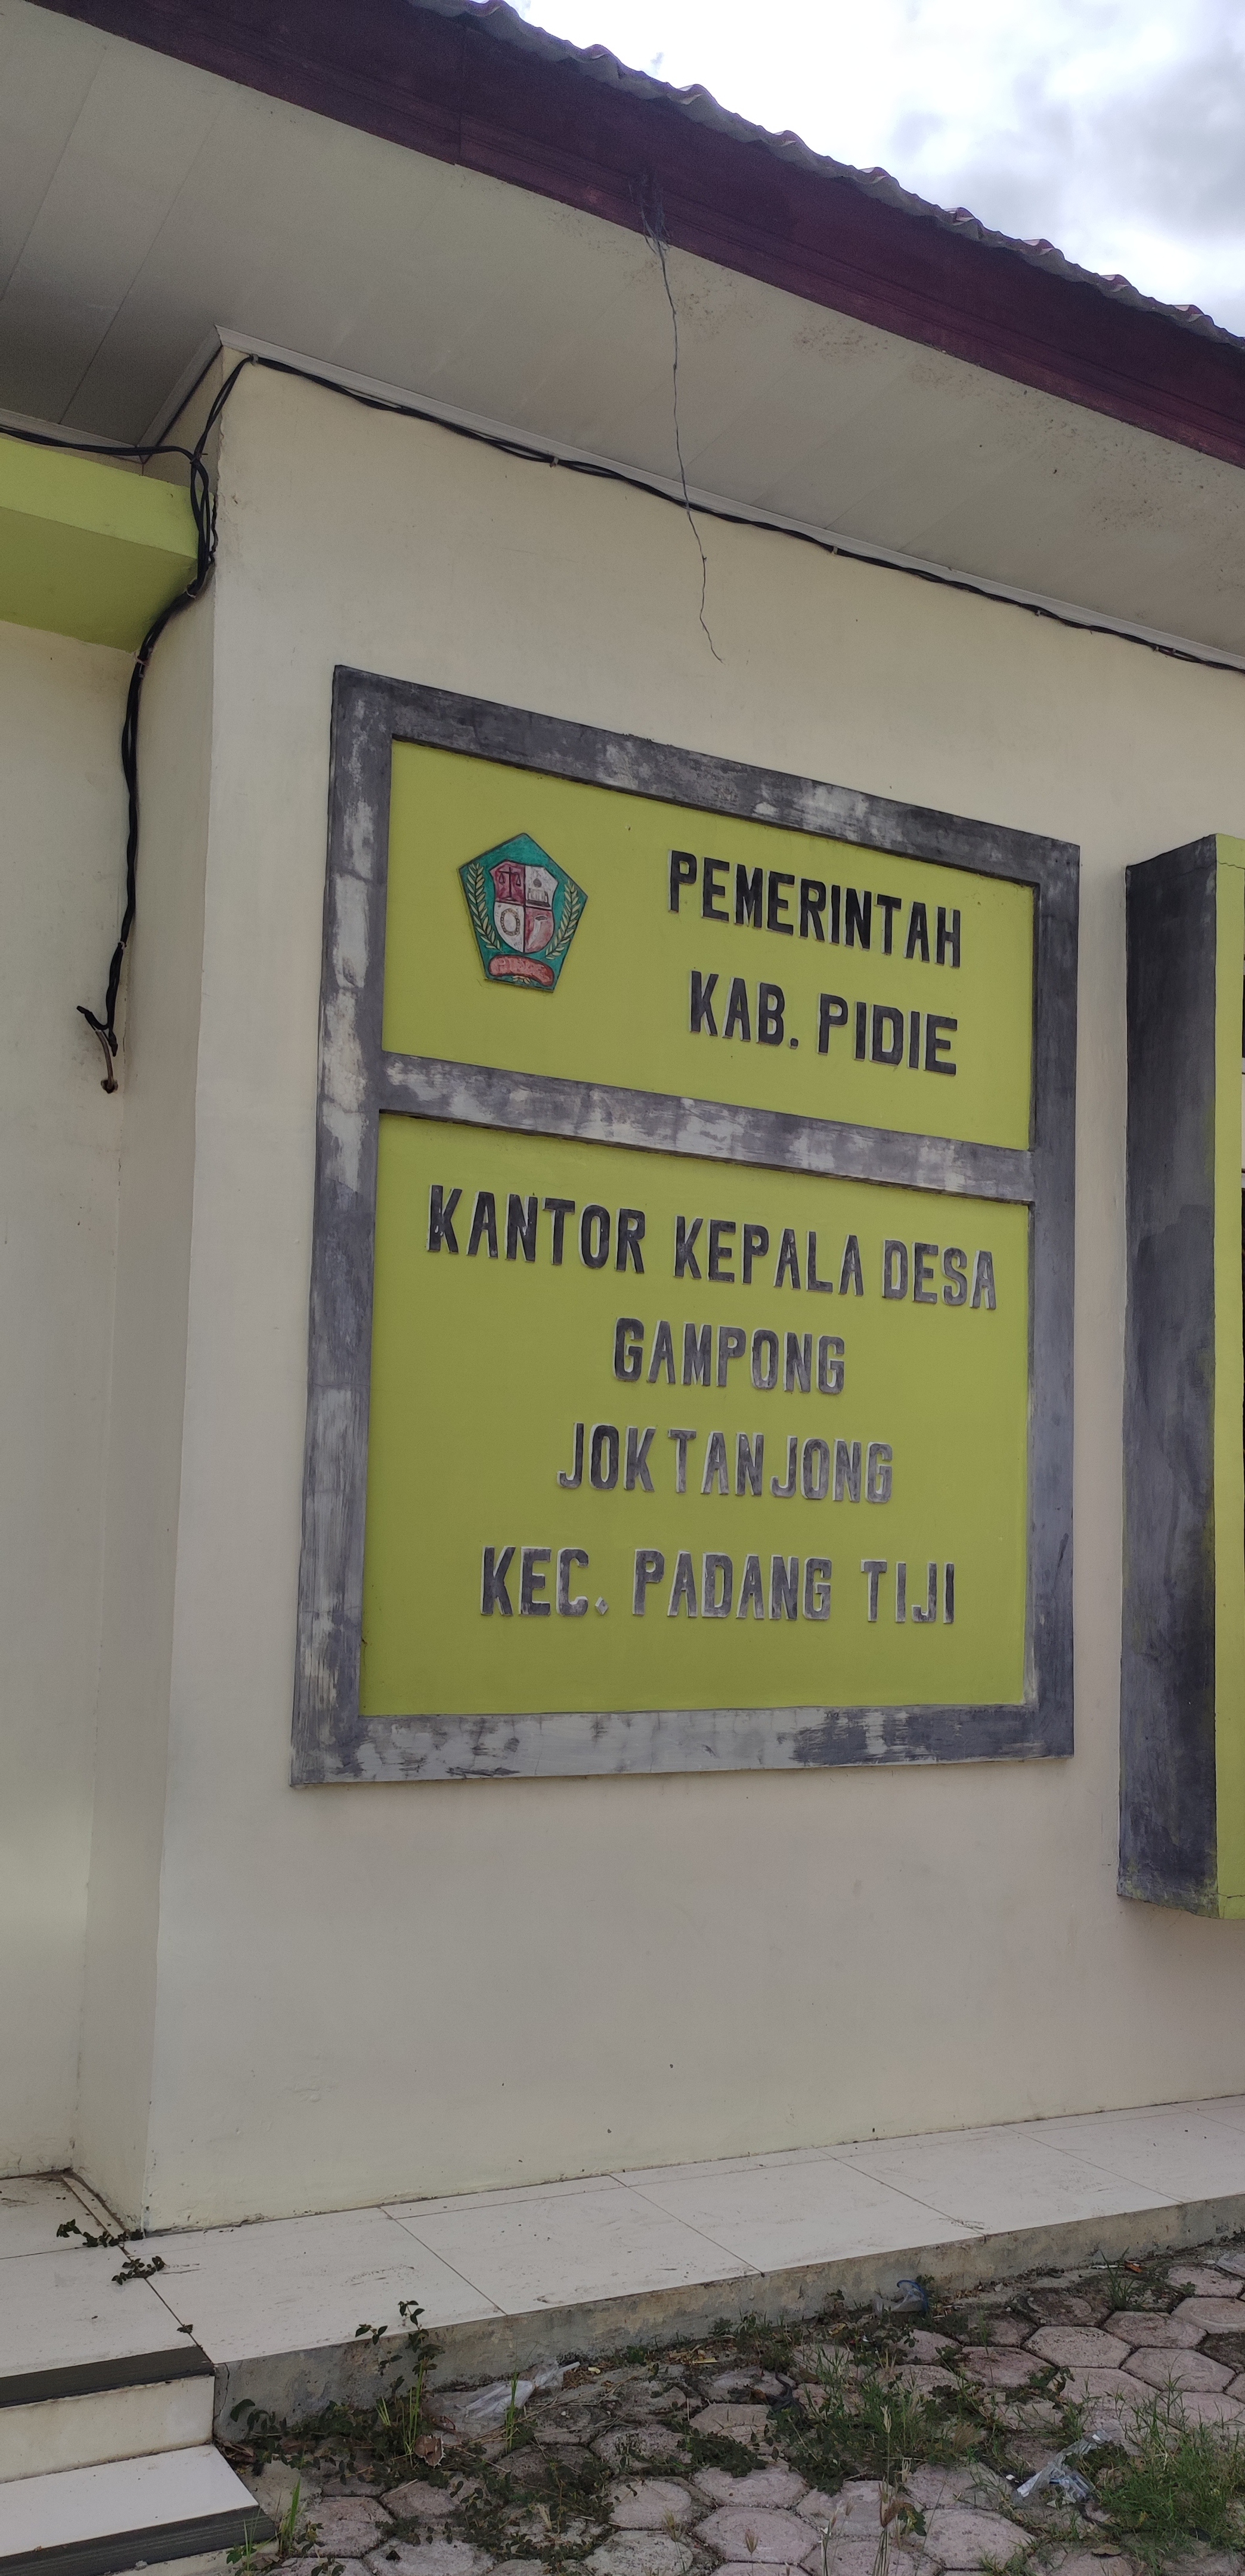 PEMERINTAH
KAB. PIDIE
KANTOR KEPALA DESA
GAMPONG
JOK TANJONG
KEC. PADANG TIJI